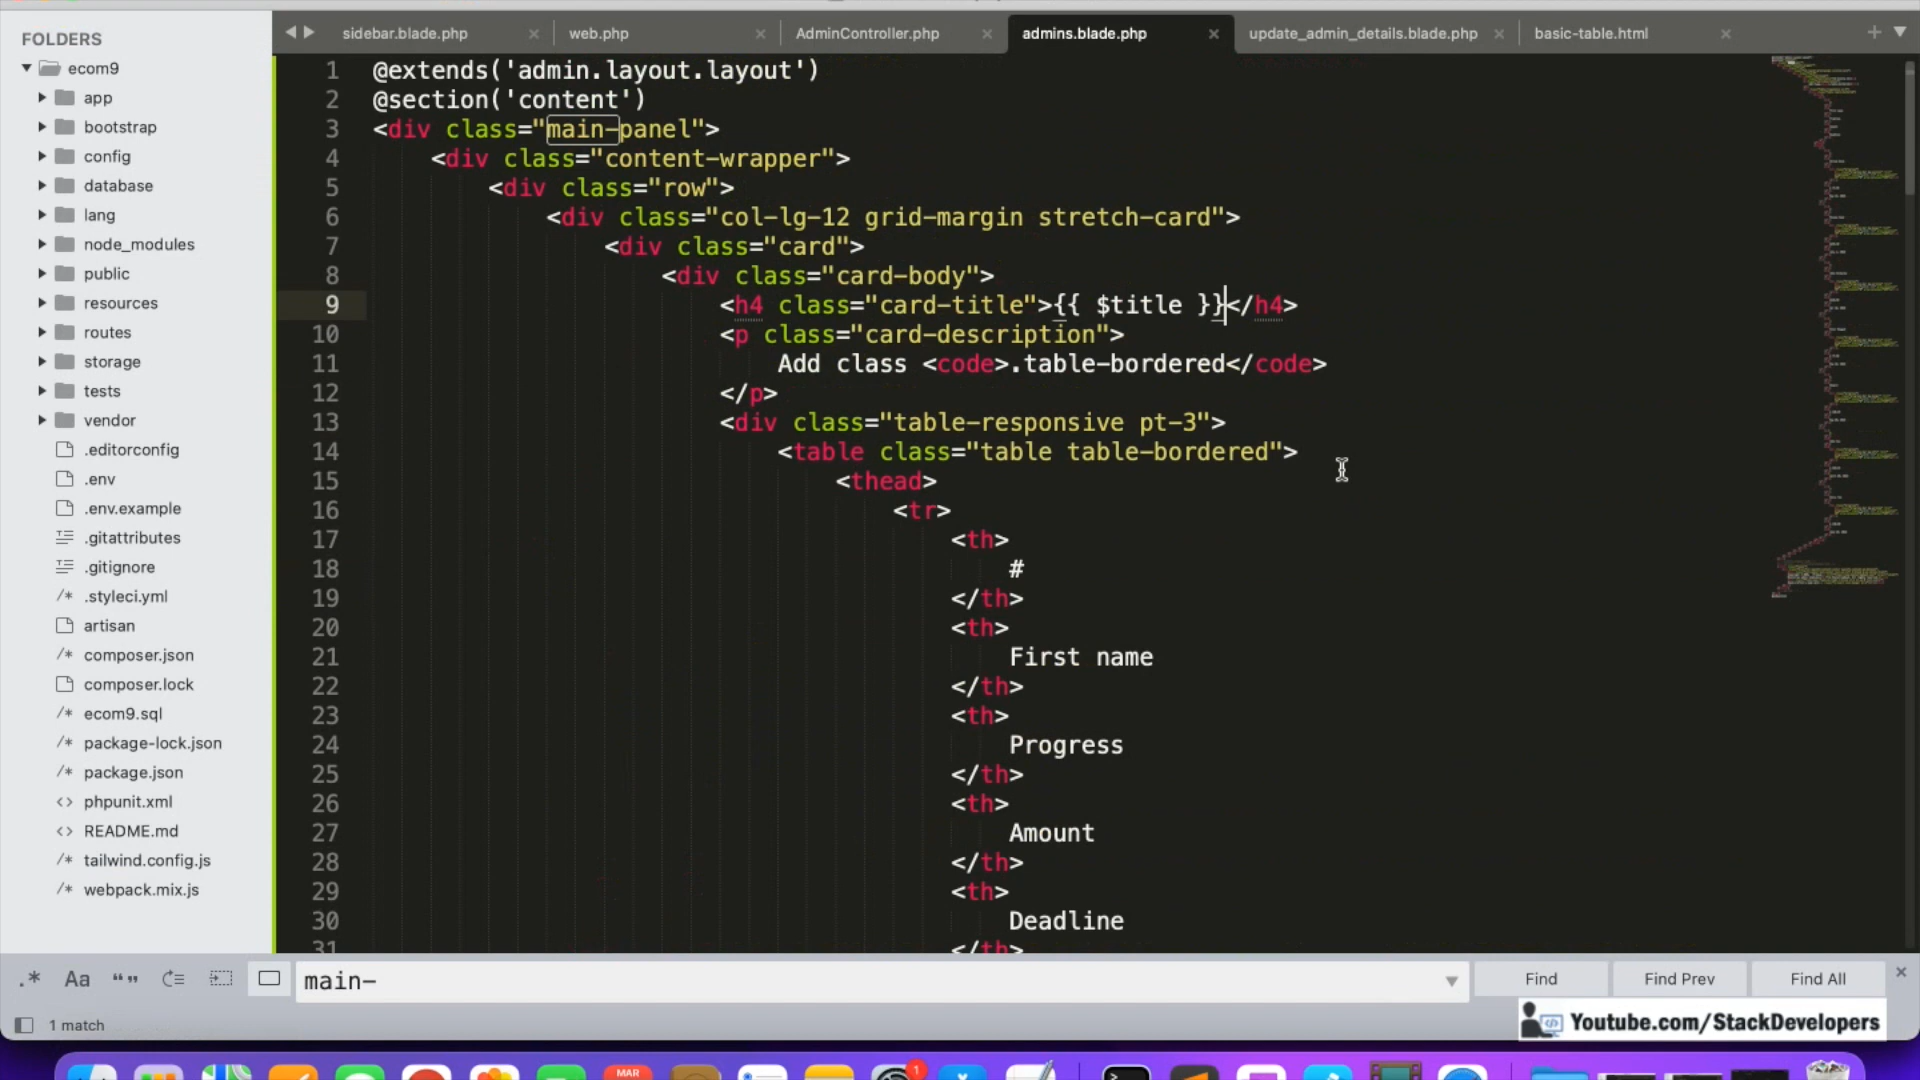 FOLDERS
ecom9
app
bootstrap
config
database
lang
node_modules
public
resources
routes
storage
tests
vendor
.editorconfig
.env
.env.example
.gitattributes
.gitignore
/* .styleci.yml
artisan
/* composer.json
composer.lock
/* ecom9.sql
/* package-lock.json
/* package.json
<> phpunit.xml
<> README.md
/* tailwind.config.js
/* webpack.mix.js
sidebar.blade.php × web.php × AdminController.php × admins.blade.php × update_admin_details.blade.php × basic-table.html ×
1 @extends('admin.layout.layout')
2 @section('content')
3 <div class="main-panel">
4 <div class="content-wrapper">
5 <div class="row">
6 <div class="col-lg-12 grid-margin stretch-card">
7 <div class="card">
8 <div class="card-body">
9 <h4 class="card-title">{{ $title }}</h4>
10 <p class="card-description">
11 Add class <code>.table-bordered</code>
12 </p>
13 <div class="table-responsive pt-3">
14 <table class="table table-bordered">
15 <thead>
16 <tr>
17 <th>
18 #
19 </th>
20 <th>
21 First name
22 </th>
23 <th>
24 Progress
25 </th>
26 <th>
27 Amount
28 </th>
29 <th>
30 Deadline
31 </th>
.* Aa “” main- Find Find Prev Find All ×
1 match
Youtube.com/StackDevelopers
MAR 1